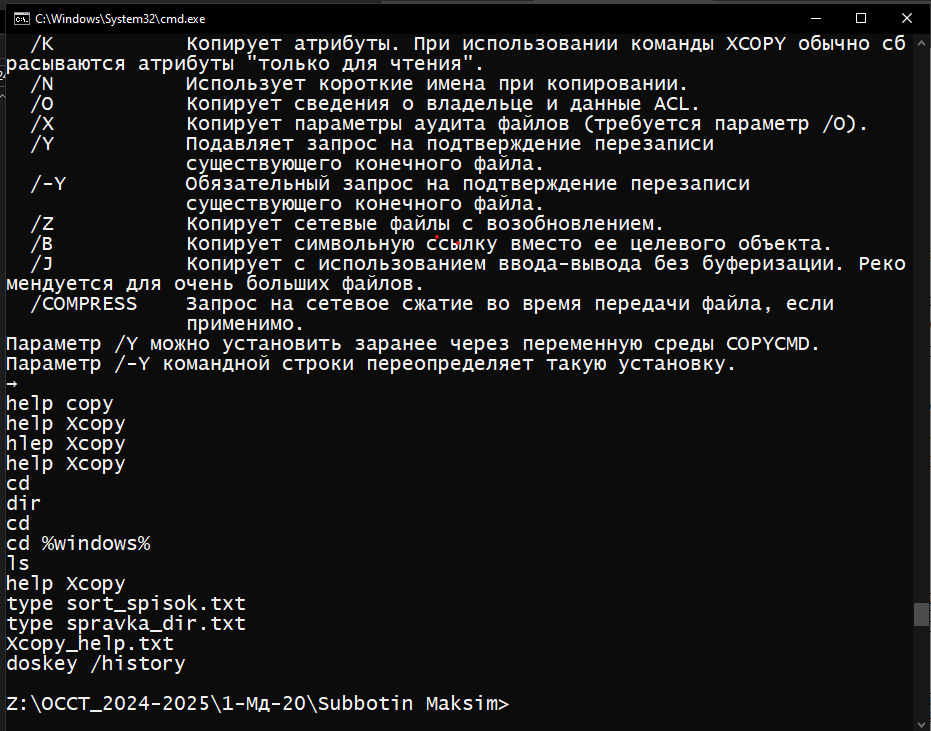 C:\Windows\System32\cmd.exe
/K Копирует атрибуты. При использовании команды XCOPY обычно сб
расываются атрибуты "только для чтения".
/N Использует короткие имена при копировании.
/O Копирует сведения о владельце и данные ACL.
/X Копирует параметры аудита файлов (требуется параметр /O).
/Y Подавляет запрос на подтверждение перезаписи
существующего конечного файла.
/-Y Обязательный запрос на подтверждение перезаписи
существующего конечного файла.
/Z Копирует сетевые файлы с возобновлением.
/B Копирует символьную ссылку вместо ее целевого объекта.
/J Копирует с использованием ввода-вывода без буферизации. Реко
мендуется для очень больших файлов.
/COMPRESS Запрос на сетевое сжатие во время передачи файла, если
применимо.
Параметр /Y можно установить заранее через переменную среды COPYCMD.
Параметр /-Y командной строки переопределяет такую установку.
→
help copy
help Xcopy
hlep Xcopy
help Xcopy
cd
dir
cd
cd %windows%
ls
help Xcopy
type sort_spisok.txt
type spravka_dir.txt
Xcopy_help.txt
doskey /history
Z:\ОССТ_2024-2025\1-Мд-20\Subbotin Maksim>